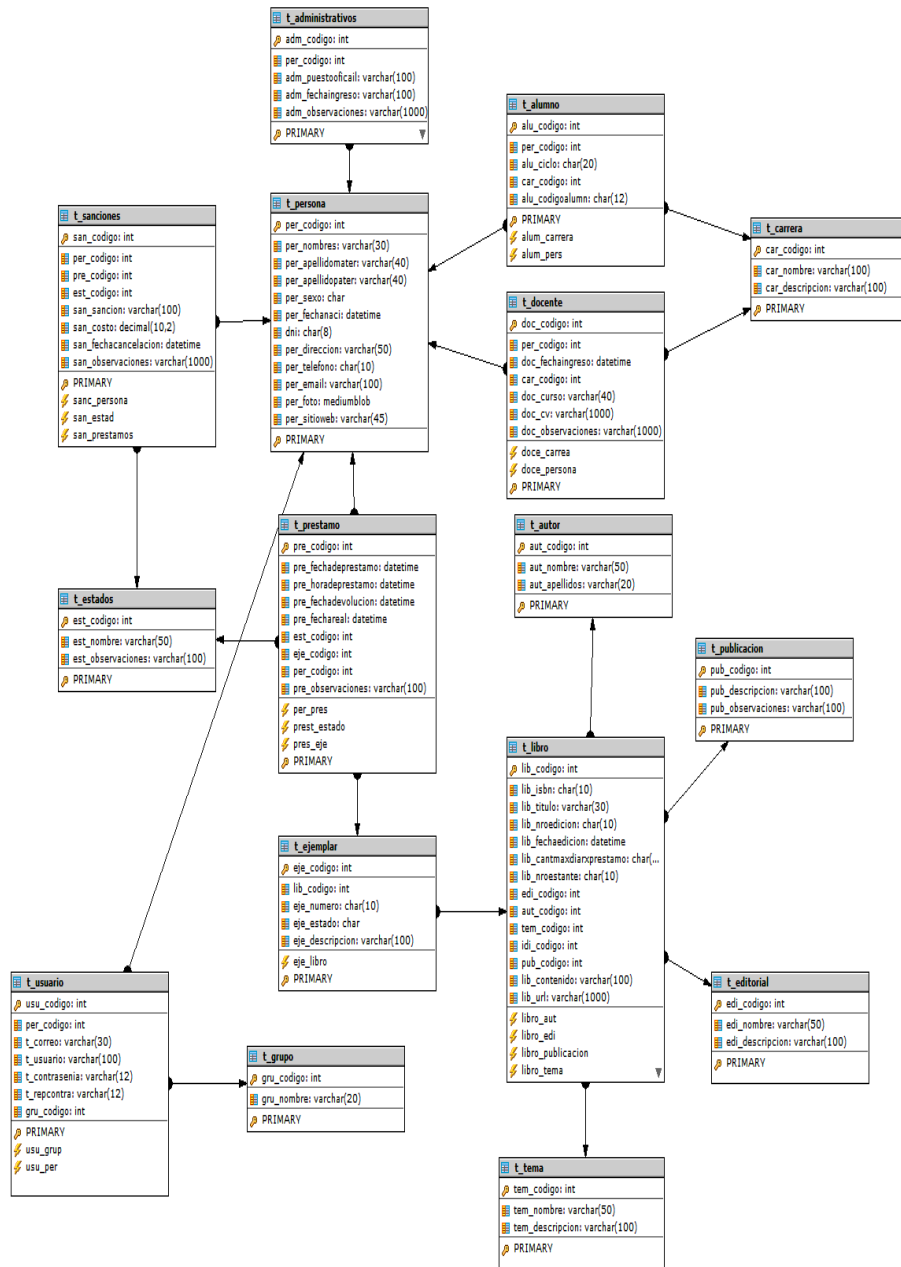 t_administrativos
adm_codigo: int
per_codigo: int
adm_puestooficail: varchar(100)
adm_fechaingreso: varchar(100)
adm_observaciones: varchar(1000)
PRIMARY
t_alumno
alu_codigo: int
per_codigo: int
alu_ciclo: char(20)
car_codigo: int
alu_codigoalumn: char(12)
PRIMARY
alum_carrera
alum_pers
t_persona
per_codigo: int
per_nombres: varchar(30)
per_apellidomater: varchar(40)
per_apellidopater: varchar(40)
per_sexo: char
per_fechanaci: datetime
dni: char(8)
per_direccion: varchar(50)
per_telefono: char(10)
per_email: varchar(100)
per_foto: mediumblob
per_sitioweb: varchar(45)
PRIMARY
t_sanciones
san_codigo: int
per_codigo: int
pre_codigo: int
est_codigo: int
san_sancion: varchar(100)
san_costo: decimal(10,2)
san_fechacancelacion: datetime
san_observaciones: varchar(1000)
PRIMARY
sanc_persona
san_estad
san_prestamos
t_carrera
car_codigo: int
car_nombre: varchar(100)
car_descripcion: varchar(100)
PRIMARY
t_docente
doc_codigo: int
per_codigo: int
doc_fechaingreso: datetime
car_codigo: int
doc_curso: varchar(40)
doc_cv: varchar(1000)
doc_observaciones: varchar(1000)
doce_carrea
doce_persona
PRIMARY
t_prestamo
pre_codigo: int
pre_fechadeprestamo: datetime
pre_horadeprestamo: datetime
pre_fechadevolucion: datetime
pre_fechareal: datetime
est_codigo: int
eje_codigo: int
per_codigo: int
pre_observaciones: varchar(100)
per_pres
prest_estado
pres_eje
PRIMARY
t_autor
aut_codigo: int
aut_nombre: varchar(50)
aut_apellidos: varchar(20)
PRIMARY
t_estados
est_codigo: int
est_nombre: varchar(50)
est_observaciones: varchar(100)
PRIMARY
t_publicacion
pub_codigo: int
pub_descripcion: varchar(100)
pub_observaciones: varchar(100)
PRIMARY
t_libro
lib_codigo: int
lib_isbn: char(10)
lib_titulo: varchar(30)
lib_nroedicion: char(10)
lib_fechaedicion: datetime
lib_cantmaxdiarxprestamo: char(...
lib_nroestante: char(10)
edi_codigo: int
aut_codigo: int
tem_codigo: int
idi_codigo: int
pub_codigo: int
lib_contenido: varchar(100)
lib_url: varchar(1000)
libro_aut
libro_edi
libro_publicacion
libro_tema
t_ejemplar
eje_codigo: int
lib_codigo: int
eje_numero: char(10)
eje_estado: char
eje_descripcion: varchar(100)
eje_libro
PRIMARY
t_usuario
usu_codigo: int
per_codigo: int
t_correo: varchar(30)
t_usuario: varchar(100)
t_contrasenia: varchar(12)
t_repcontra: varchar(12)
gru_codigo: int
PRIMARY
usu_grup
usu_per
t_editorial
edi_codigo: int
edi_nombre: varchar(50)
edi_descripcion: varchar(100)
PRIMARY
t_grupo
gru_codigo: int
gru_nombre: varchar(20)
PRIMARY
t_tema
tem_codigo: int
tem_nombre: varchar(50)
tem_descripcion: varchar(100)
PRIMARY